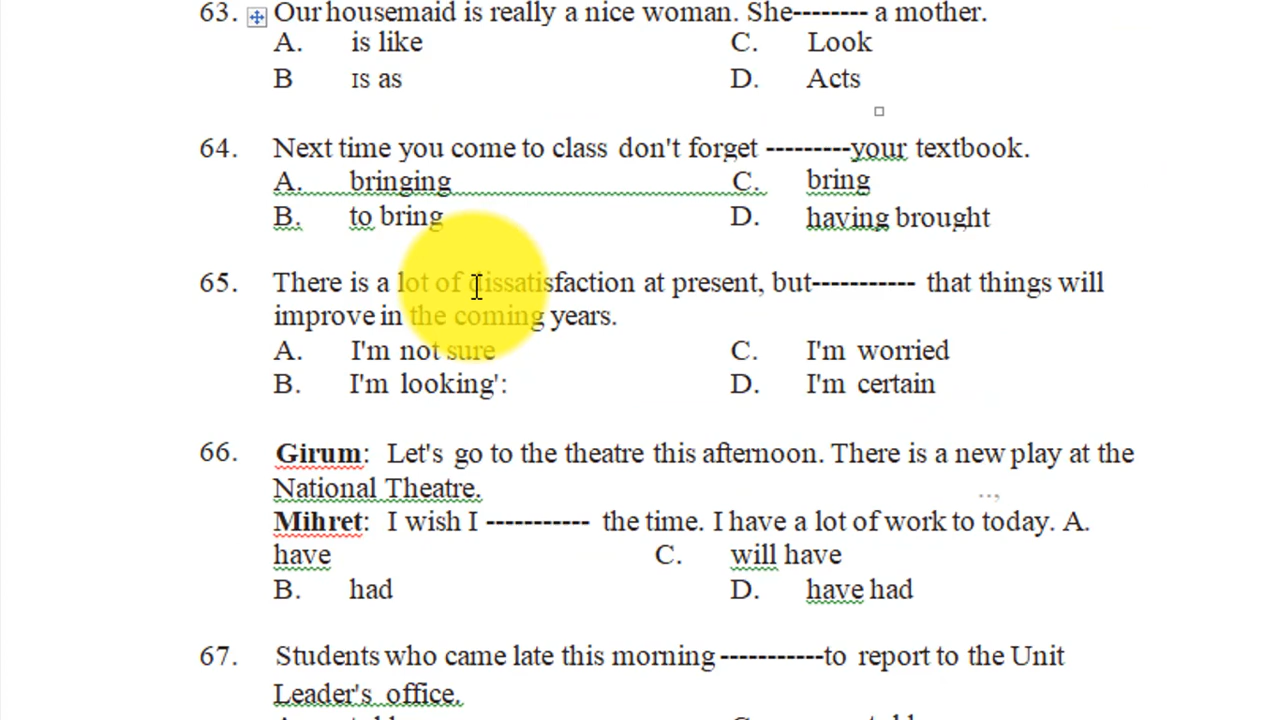 63. Our housemaid is really a nice woman. She-------- a mother.
A. is like C. Look
B Is as D. Acts
64. Next time you come to class don't forget ---------your textbook.
A. bringing C. bring
B. to bring D. having brought
65. There is a lot of dissatisfaction at present, but----------- that things will
improve in the coming years.
A. I'm not sure C. I'm worried
B. I'm looking': D. I'm certain
66. Girum: Let's go to the theatre this afternoon. There is a new play at the
National Theatre. ..,
Mihret: I wish I ----------- the time. I have a lot of work to today. A.
have C. will have
B. had D. have had
67. Students who came late this morning -----------to report to the Unit
Leader's office.